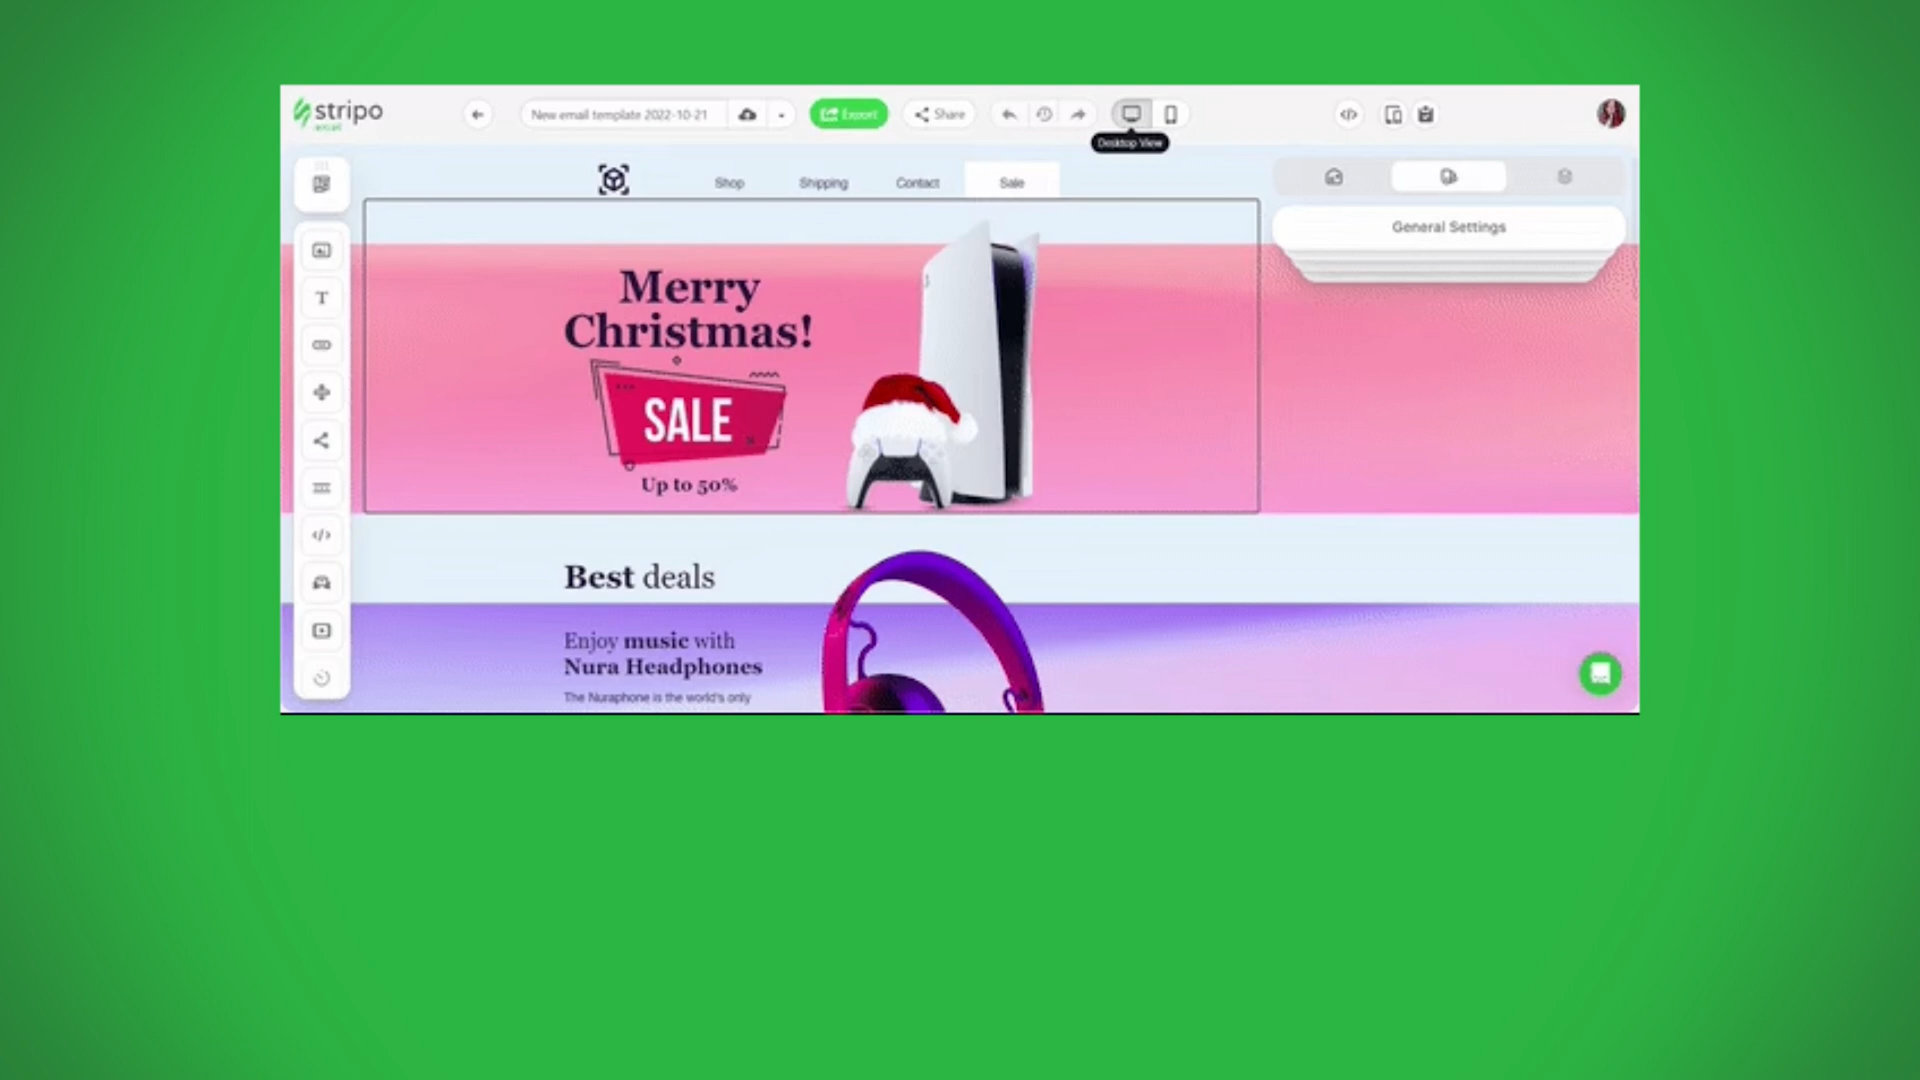 stripo
New email template 2022-10-21
Export
Share
Desktop View
Shop
Shipping
Contact
Sale
General Settings
Merry
Christmas!
SALE
Up to 50%
Best deals
Enjoy music with
Nura Headphones
The Nuraphone is the world's only